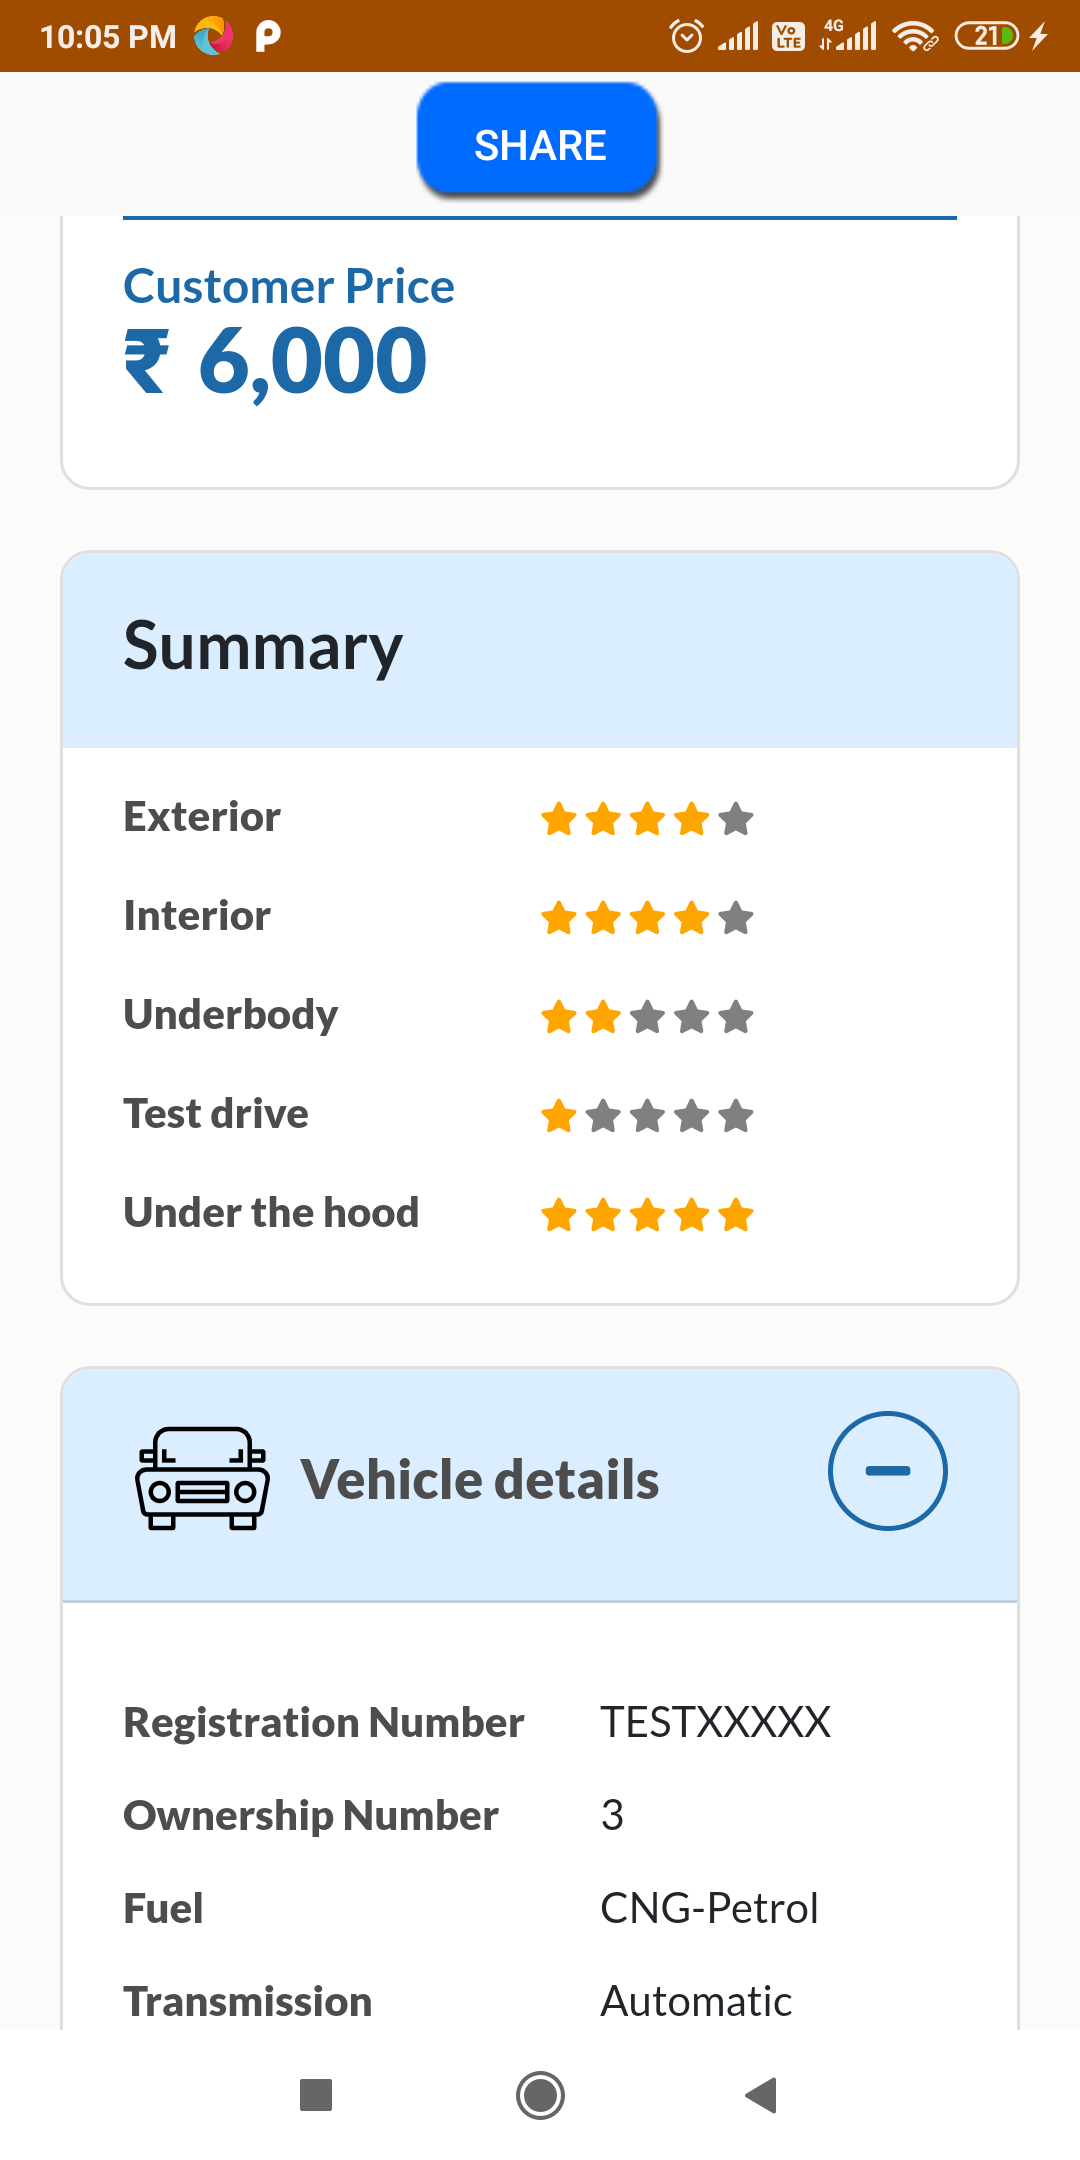 10:05 PM
Vo LTE
4G
21
SHARE
Customer Price
₹ 6,000
Summary
Exterior
Interior
Underbody
Test drive
Under the hood
Vehicle details
Registration Number TESTXXXXX
Ownership Number 3
Fuel CNG-Petrol
Transmission Automatic